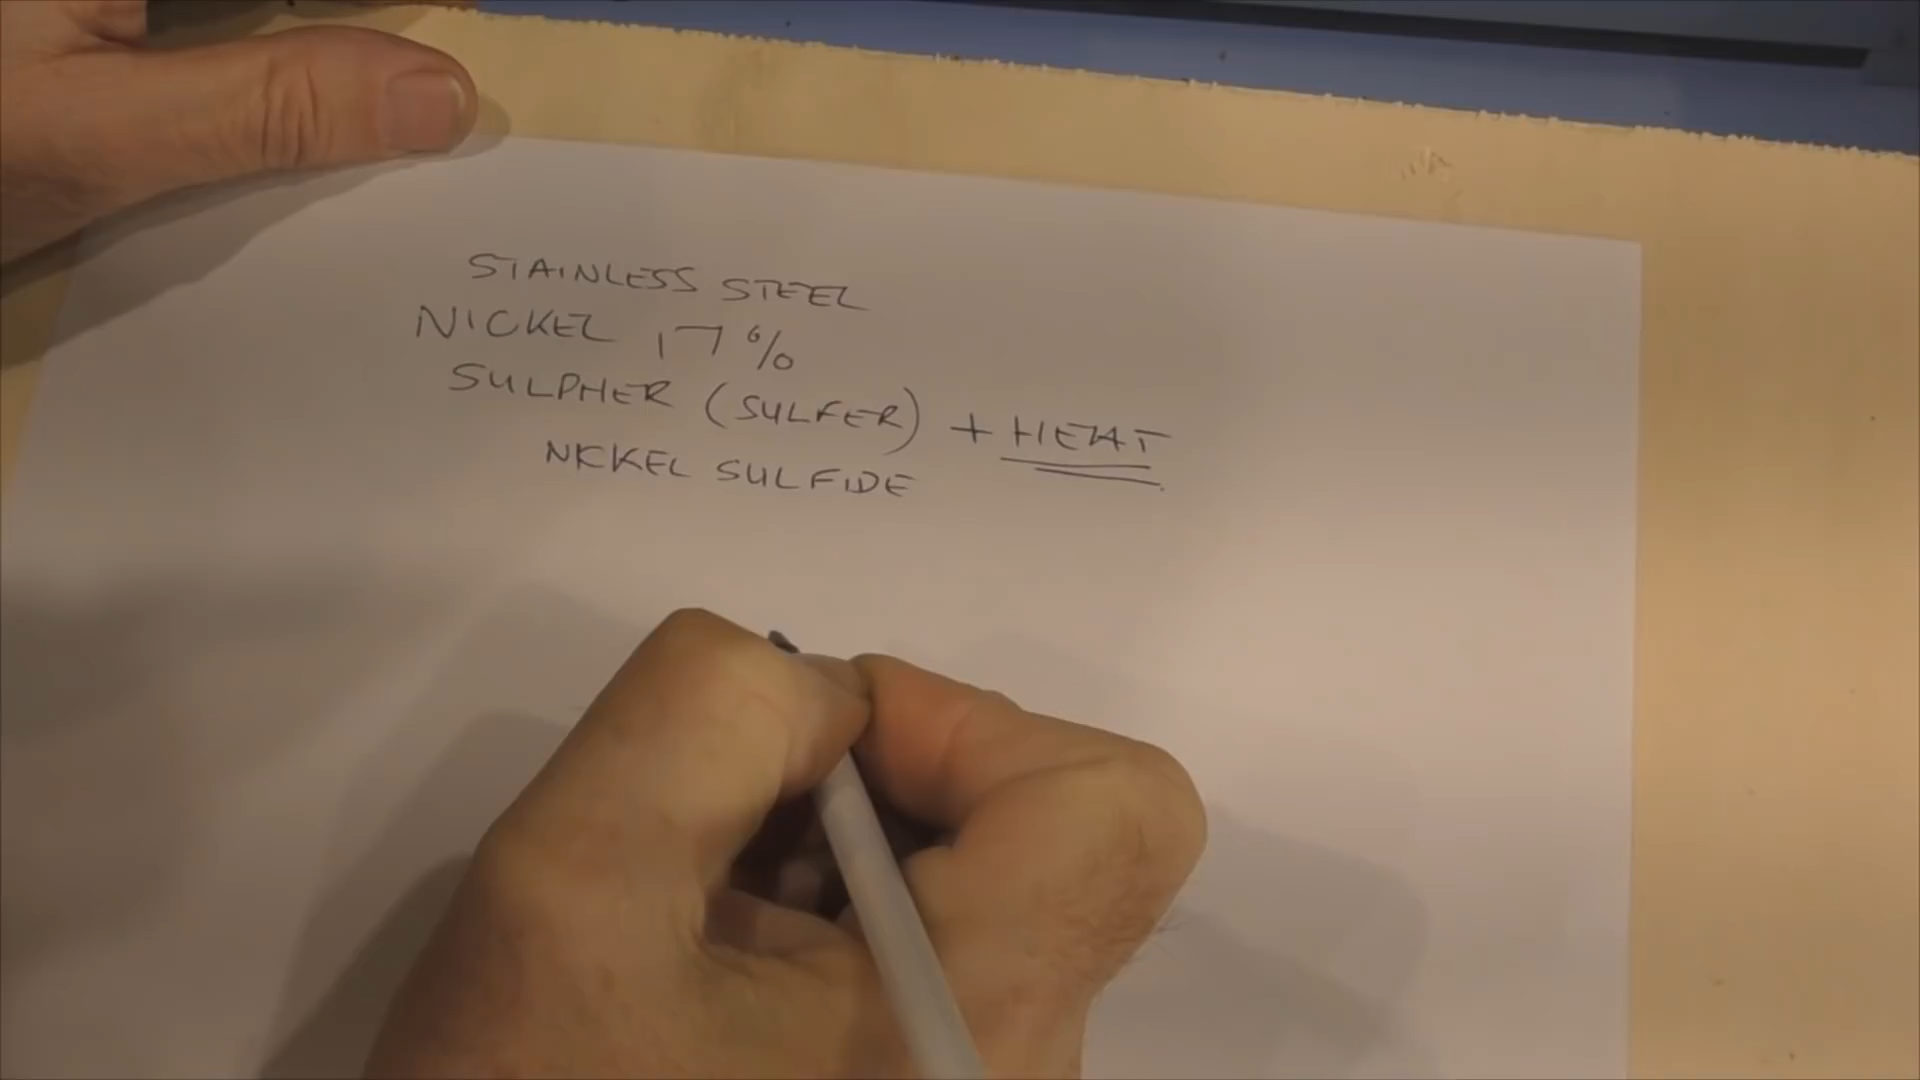 STAINLESS STEEL
NICKEL 17%
SULPHER (SULFER) + HEAT
NICKEL SULFIDE